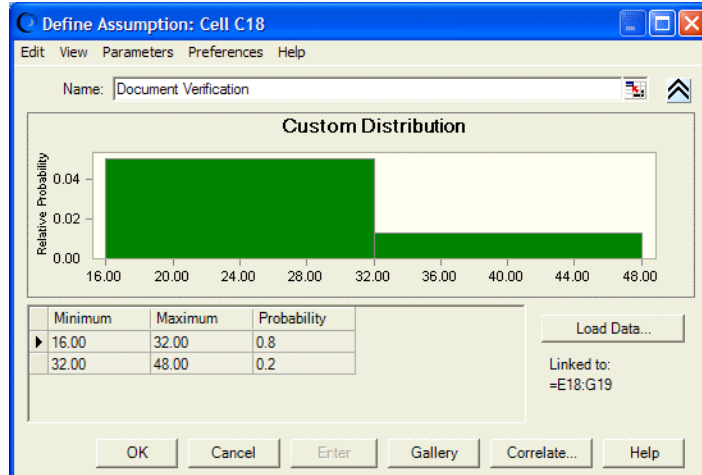 Define Assumption: Cell C18
Edit View Parameters Preferences Help
Name: Document Verification
Custom Distribution
Relative Probability
0.04
0.02
0.00
16.00 20.00 24.00 28.00 32.00 36.00 40.00 44.00 48.00
Minimum Maximum Probability
16.00 32.00 0.8
32.00 48.00 0.2
Load Data...
Linked to:
=E18:G19
OK Cancel Enter Gallery Correlate... Help